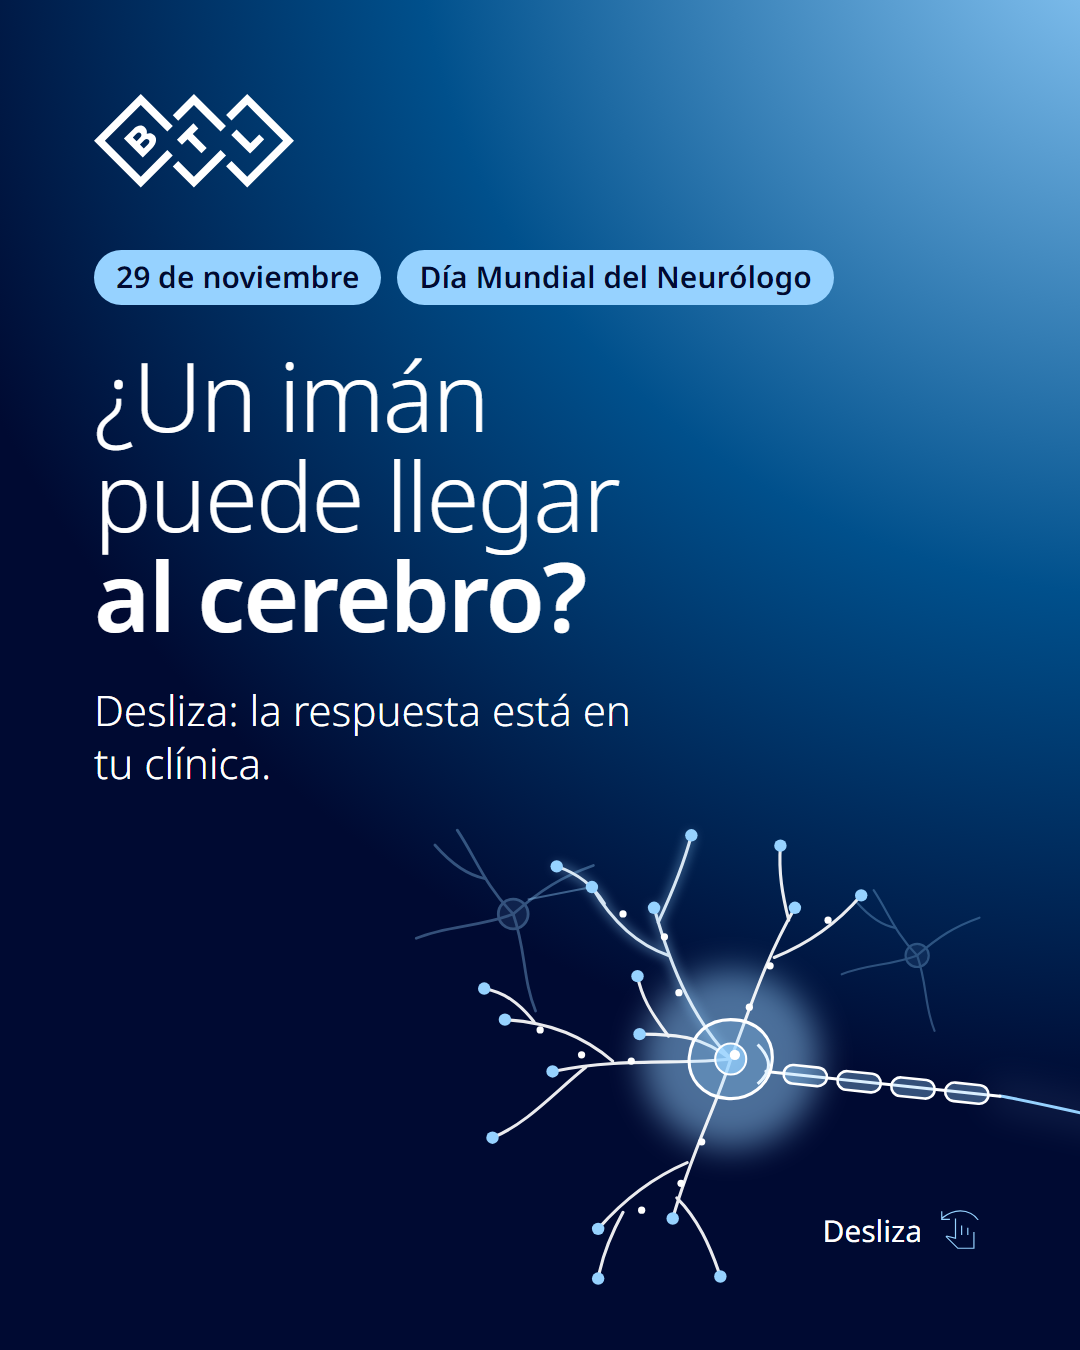 BTL
29 de noviembre Día Mundial del Neurólogo
¿Un imán
puede llegar
al cerebro?
Desliza: la respuesta está en
tu clínica.
Desliza